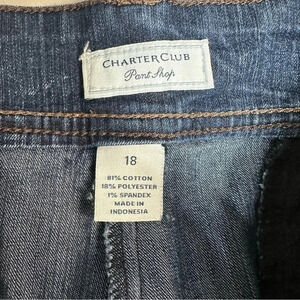 CHARTER CLUB
Pant Shop
18
81% COTTON
18% POLYESTER
1% SPANDEX
MADE IN
INDONESIA